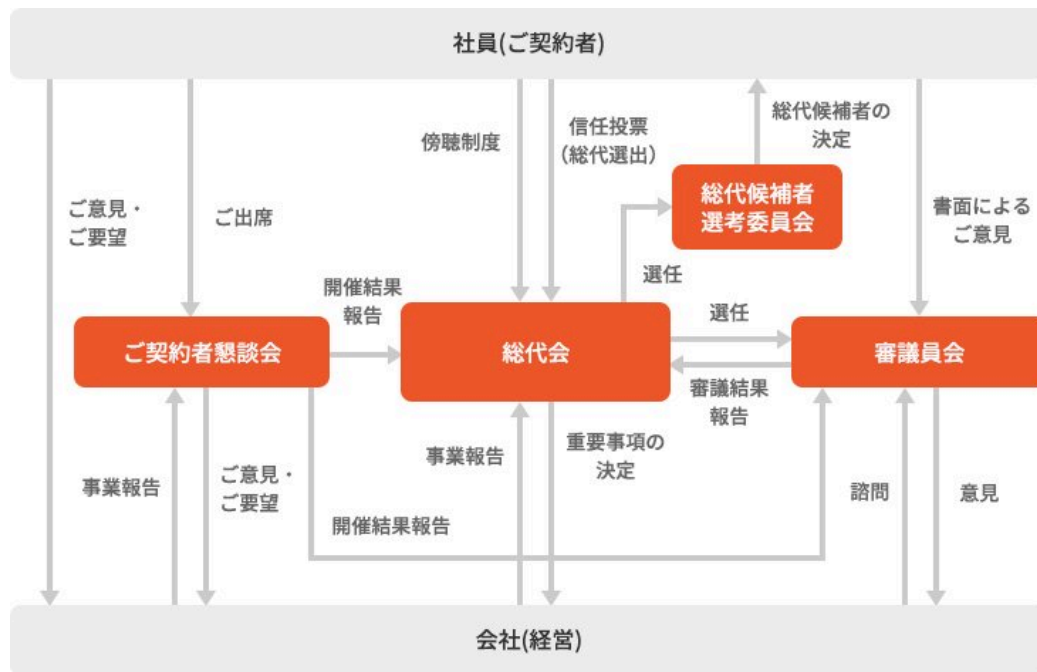 社員(ご契約者)
総代候補者の
決定
信任投票
(総代選出)
傍聴制度
総代候補者
選考委員会
ご意見・
ご要望
ご出席
書面による
ご意見
選任
開催結果
報告
選任
ご契約者懇談会
総代会
審議員会
審議結果
報告
事業報告
重要事項の
決定
ご意見・
ご要望
事業報告
諮問
意見
開催結果報告
会社(経営)